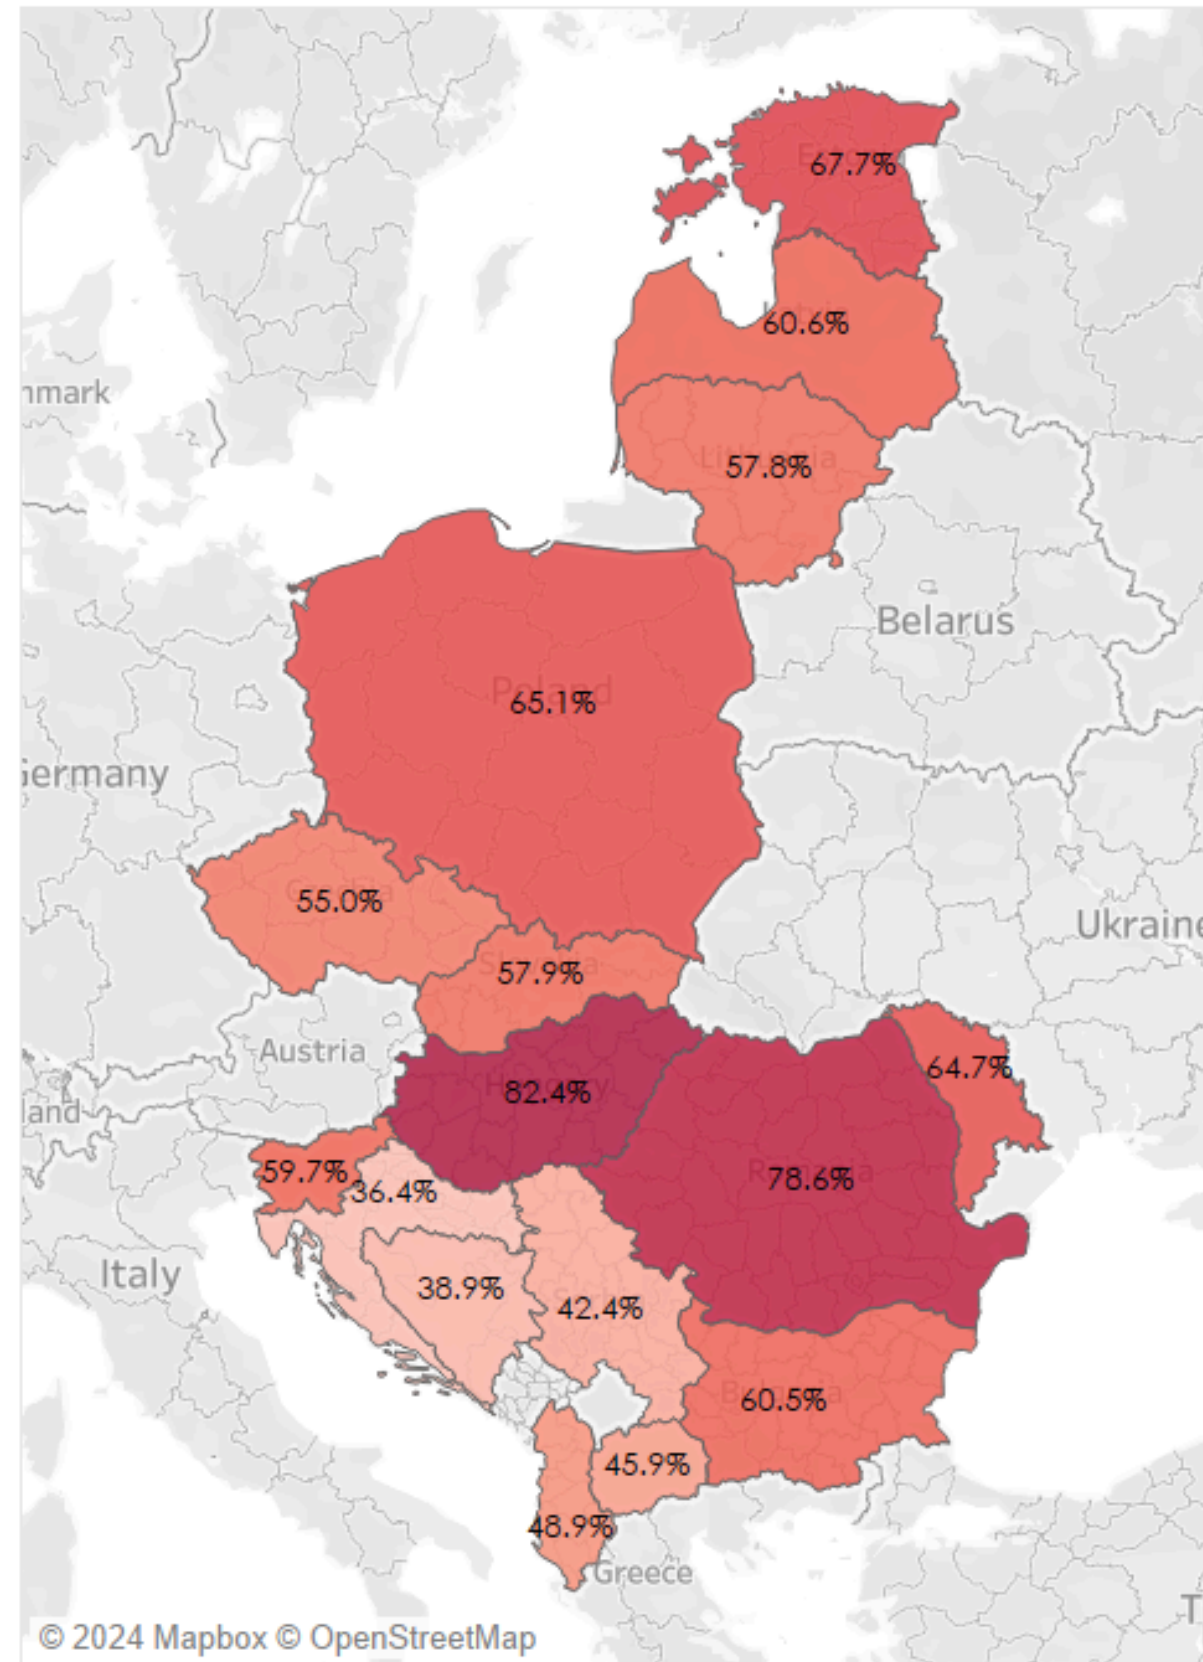 67.7%
60.6%
nmark
57.8%
Belarus
65.1%
Germany
55.0%
Ukraine
57.9%
Austria
64.7%
82.4%
land
59.7%
78.6%
36.4%
Italy
38.9%
42.4%
60.5%
45.9%
48.9%
Greece
© 2024 Mapbox © OpenStreetMap